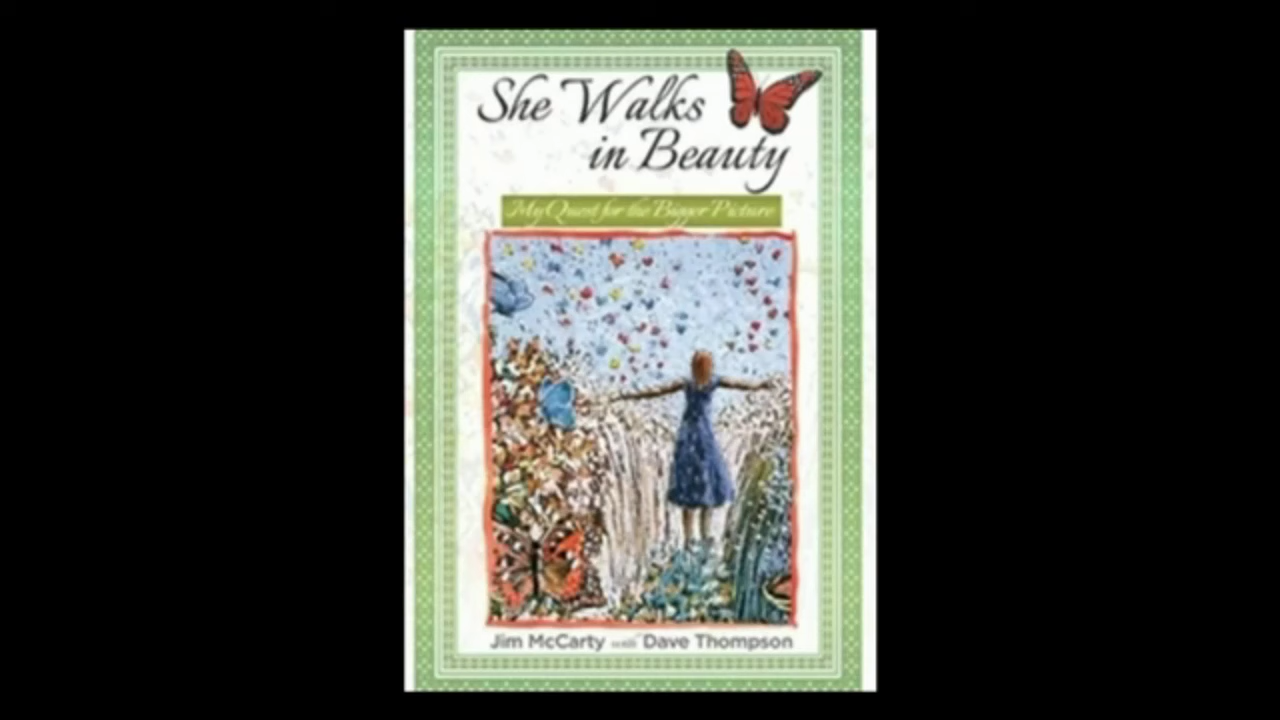 She Walks
in Beauty
My Quest for the Bigger Picture
Jim McCarty with Dave Thompson